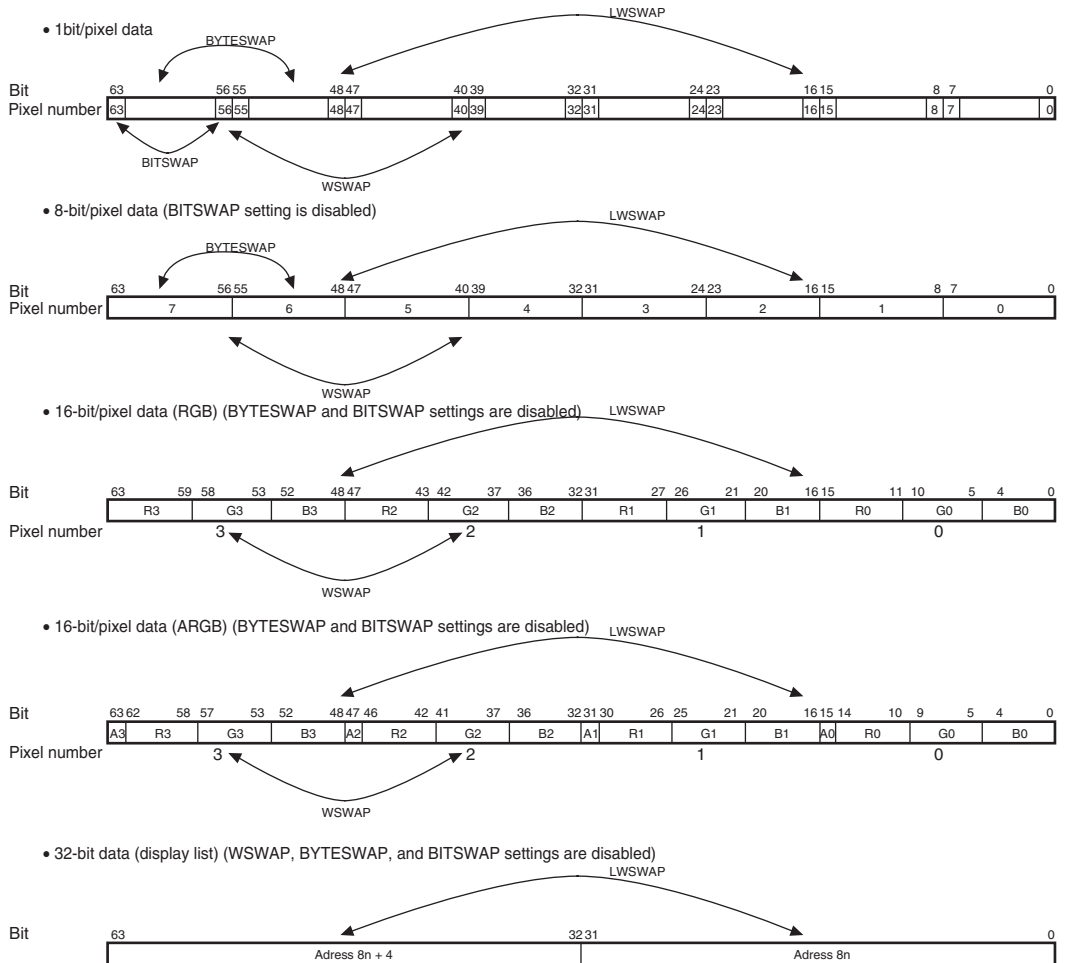 • 1bit/pixel data
LWSWAP
BYTESWAP
Bit 63 56 55 48 47 40 39 32 31 24 23 16 15 8 7 0
Pixel number 63 56 55 48 47 40 39 32 31 24 23 16 15 8 7 0
BITSWAP
WSWAP
• 8-bit/pixel data (BITSWAP setting is disabled)
LWSWAP
BYTESWAP
Bit 63 56 55 48 47 40 39 32 31 24 23 16 15 8 7 0
Pixel number 7 6 5 4 3 2 1 0
WSWAP
• 16-bit/pixel data (RGB) (BYTESWAP and BITSWAP settings are disabled)
LWSWAP
Bit 63 59 58 53 52 48 47 43 42 37 36 32 31 27 26 21 20 16 15 11 10 5 4 0
R3 G3 B3 R2 G2 B2 R1 G1 B1 R0 G0 B0
Pixel number 3 2 1 0
WSWAP
• 16-bit/pixel data (ARGB) (BYTESWAP and BITSWAP settings are disabled)
LWSWAP
Bit 63 62 58 57 53 52 48 47 46 42 41 37 36 32 31 30 26 25 21 20 16 15 14 10 9 5 4 0
A3 R3 G3 B3 A2 R2 G2 B2 A1 R1 G1 B1 A0 R0 G0 B0
Pixel number 3 2 1 0
WSWAP
• 32-bit data (display list) (WSWAP, BYTESWAP, and BITSWAP settings are disabled)
LWSWAP
Bit 63 32 31 0
Adress 8n + 4 Adress 8n